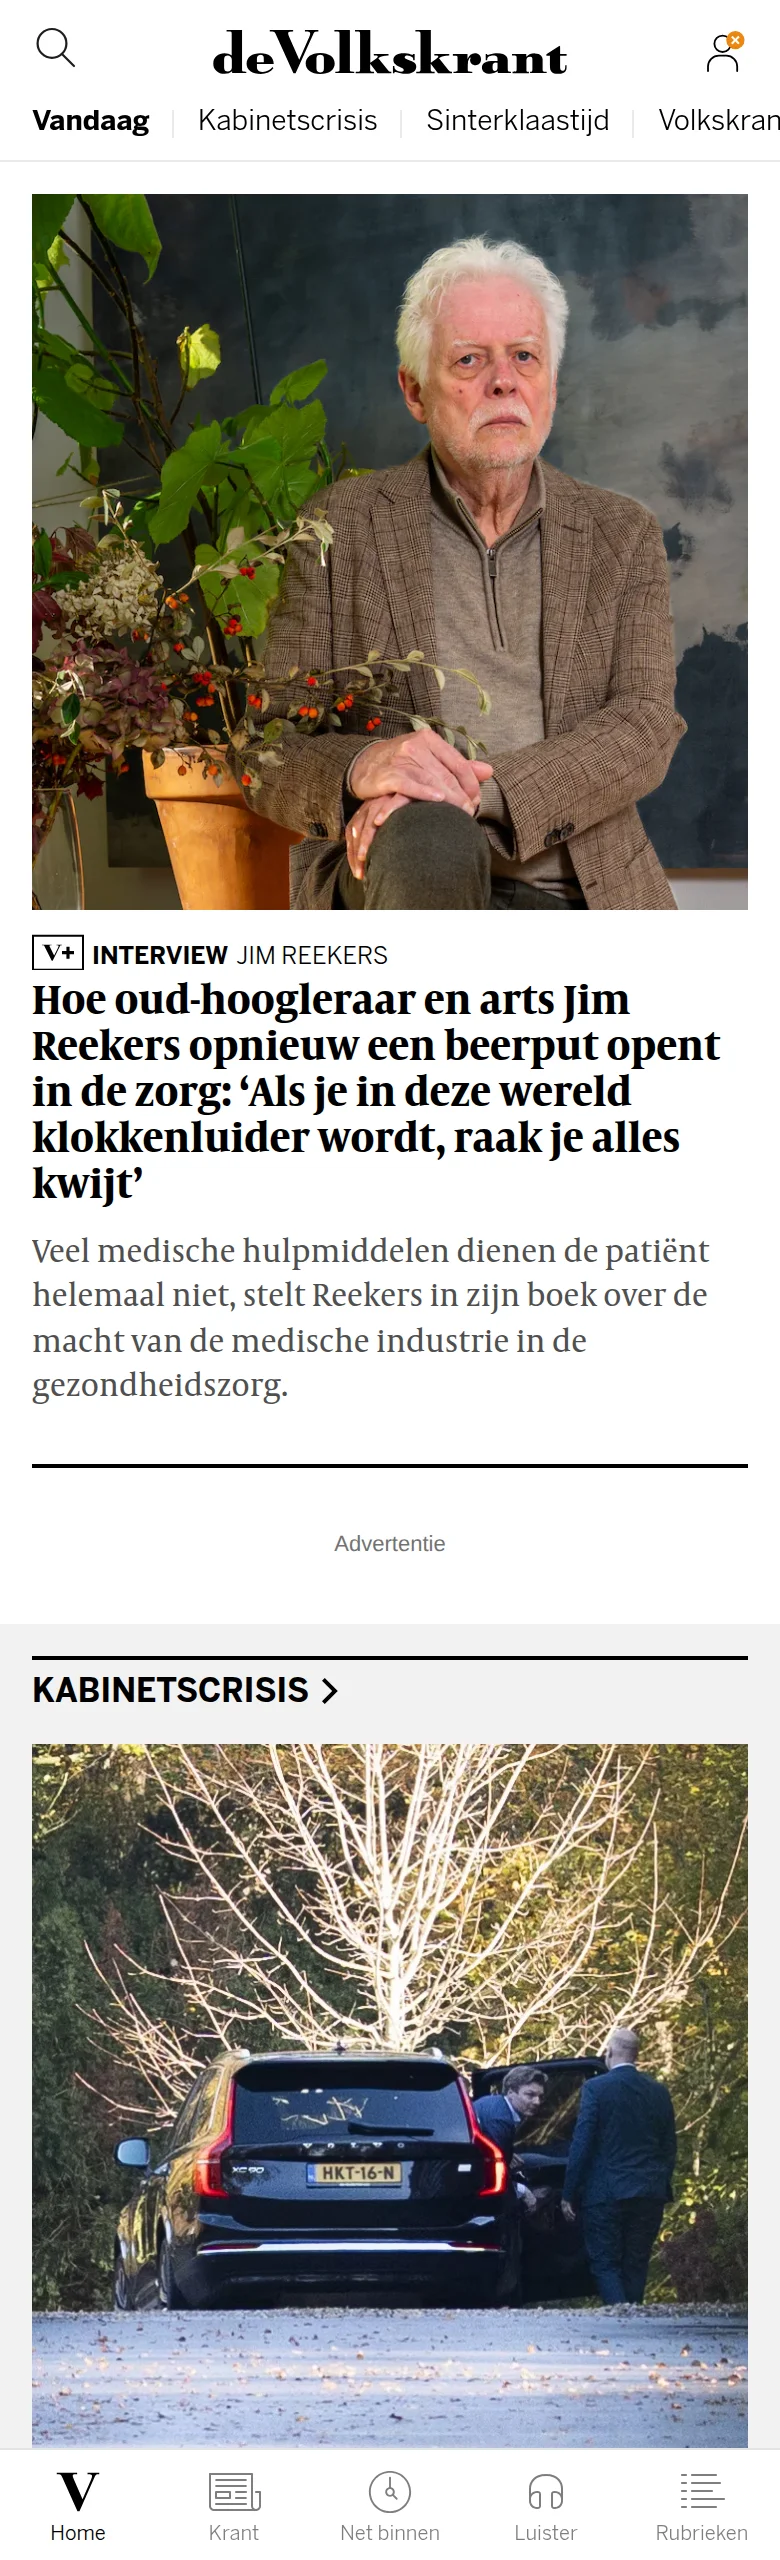 deVolkskrant
Vandaag
Kabinetscrisis
Sinterklaastijd
Volkskran
V+ INTERVIEW JIM REEKERS
Hoe oud-hoogleraar en arts Jim
Reekers opnieuw een beerput opent
in de zorg: ‘Als je in deze wereld
klokkenluider wordt, raak je alles
kwijt’
Veel medische hulpmiddelen dienen de patiënt
helemaal niet, stelt Reekers in zijn boek over de
macht van de medische industrie in de
gezondheidszorg.
Advertentie
KABINETSCRISIS
VOLVO
XC90
HKT-16-N
V
Home
Krant
Net binnen
Luister
Rubrieken